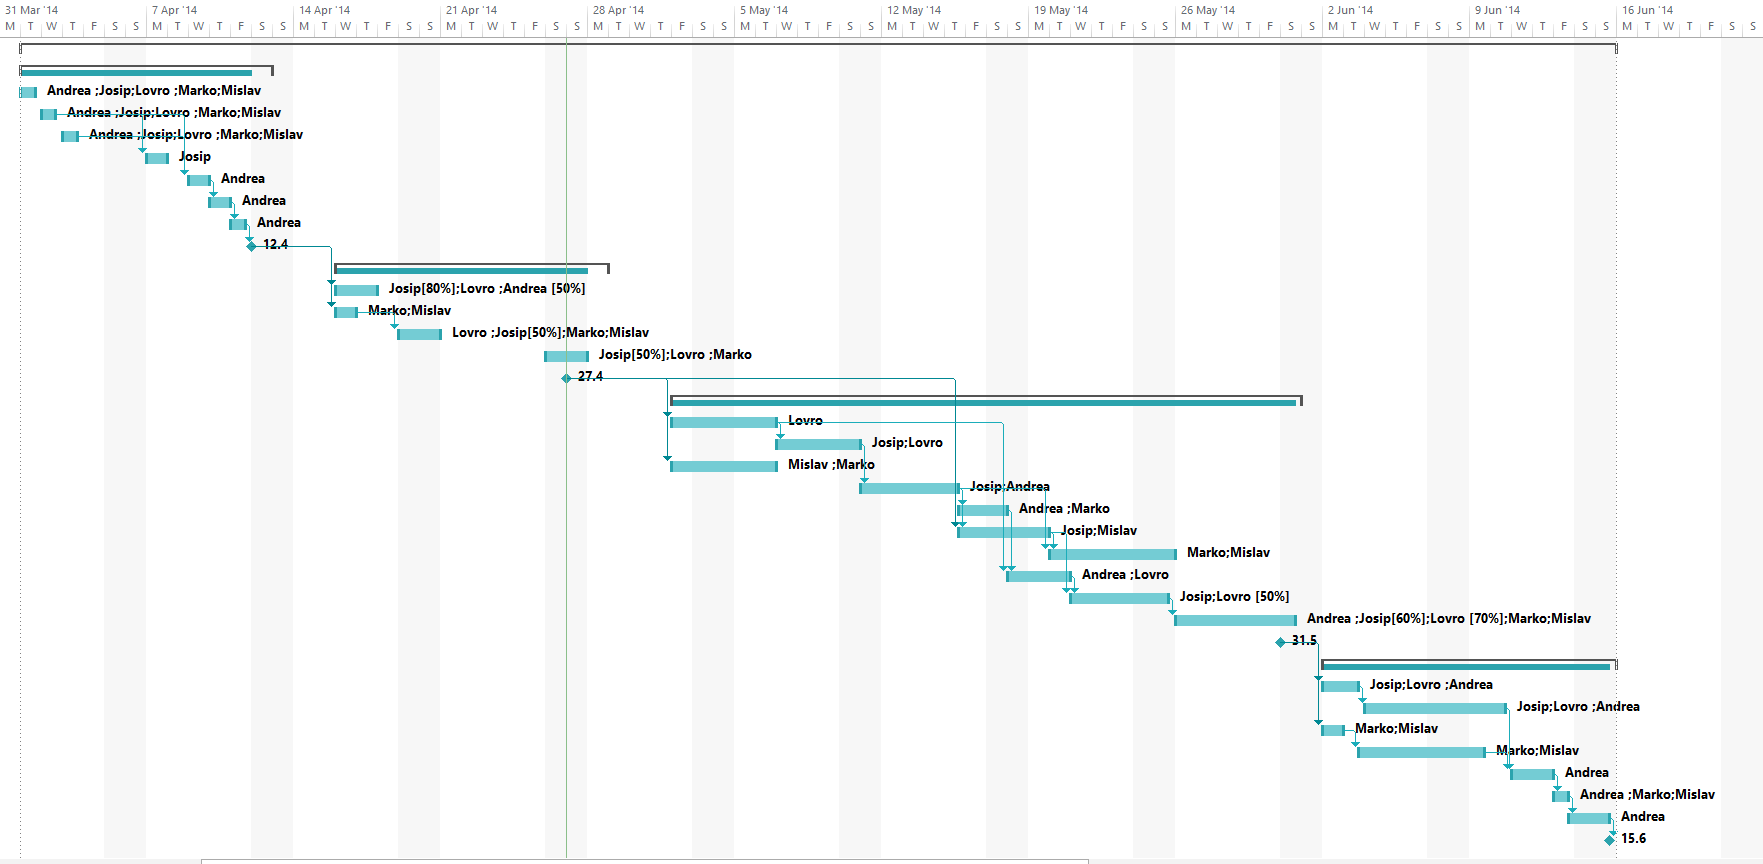 31 Mar '14 7 Apr '14 14 Apr '14 21 Apr '14 28 Apr '14 5 May '14 12 May '14 19 May '14 26 May '14 2 Jun '14 9 Jun '14 16 Jun '14
M T W T F S S M T W T F S S M T W T F S S M T W T F S S M T W T F S S M T W T F S S M T W T F S S M T W T F S S M T W T F S S M T W T F S S M T W T F S S M T W T F S S
Andrea ;Josip;Lovro ;Marko;Mislav
Andrea ;Josip;Lovro ;Marko;Mislav
Andrea ;Josip;Lovro ;Marko;Mislav
Josip
Andrea
Andrea
Andrea
12.4
Josip[80%];Lovro ;Andrea [50%]
Marko;Mislav
Lovro ;Josip[50%];Marko;Mislav
Josip[50%];Lovro ;Marko
27.4
Lovro
Josip;Lovro
Mislav ;Marko
Josip;Andrea
Andrea ;Marko
Josip;Mislav
Marko;Mislav
Andrea ;Lovro
Josip;Lovro [50%]
Andrea ;Josip[60%];Lovro [70%];Marko;Mislav
31.5
Josip;Lovro ;Andrea
Josip;Lovro ;Andrea
Marko;Mislav
Marko;Mislav
Andrea
Andrea ;Marko;Mislav
Andrea
15.6